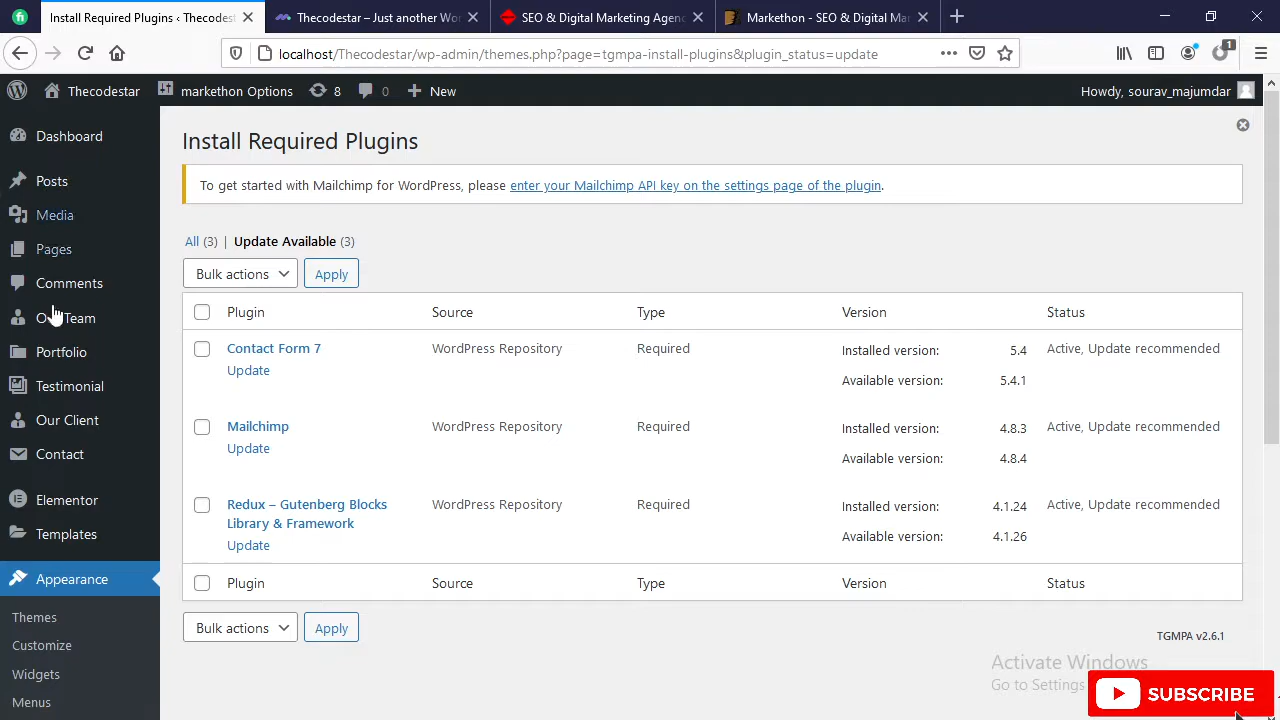 Install Required Plugins ‹ Thecodest
Thecodestar – Just another Wor
SEO & Digital Marketing Agenc
Markethon - SEO & Digital Ma
localhost/Thecodestar/wp-admin/themes.php?page=tgmpa-install-plugins&plugin_status=update
1
Thecodestar
markethon Options
8
0
New
Howdy, sourav_majumdar
Dashboard
Posts
Media
Pages
Comments
Our Team
Portfolio
Testimonial
Our Client
Contact
Elementor
Templates
Appearance
Themes
Customize
Widgets
Menus
Install Required Plugins
To get started with Mailchimp for WordPress, please enter your Mailchimp API key on the settings page of the plugin.
All (3) | Update Available (3)
Bulk actions Apply
Plugin Source Type Version Status
Contact Form 7 WordPress Repository Required Installed version: 5.4 Active, Update recommended
Update Available version: 5.4.1
Mailchimp WordPress Repository Required Installed version: 4.8.3 Active, Update recommended
Update Available version: 4.8.4
Redux – Gutenberg Blocks WordPress Repository Required Installed version: 4.1.24 Active, Update recommended
Library & Framework Available version: 4.1.26
Update
Plugin Source Type Version Status
Bulk actions Apply
TGMPA v2.6.1
Activate Windows
Go to Settings
SUBSCRIBE